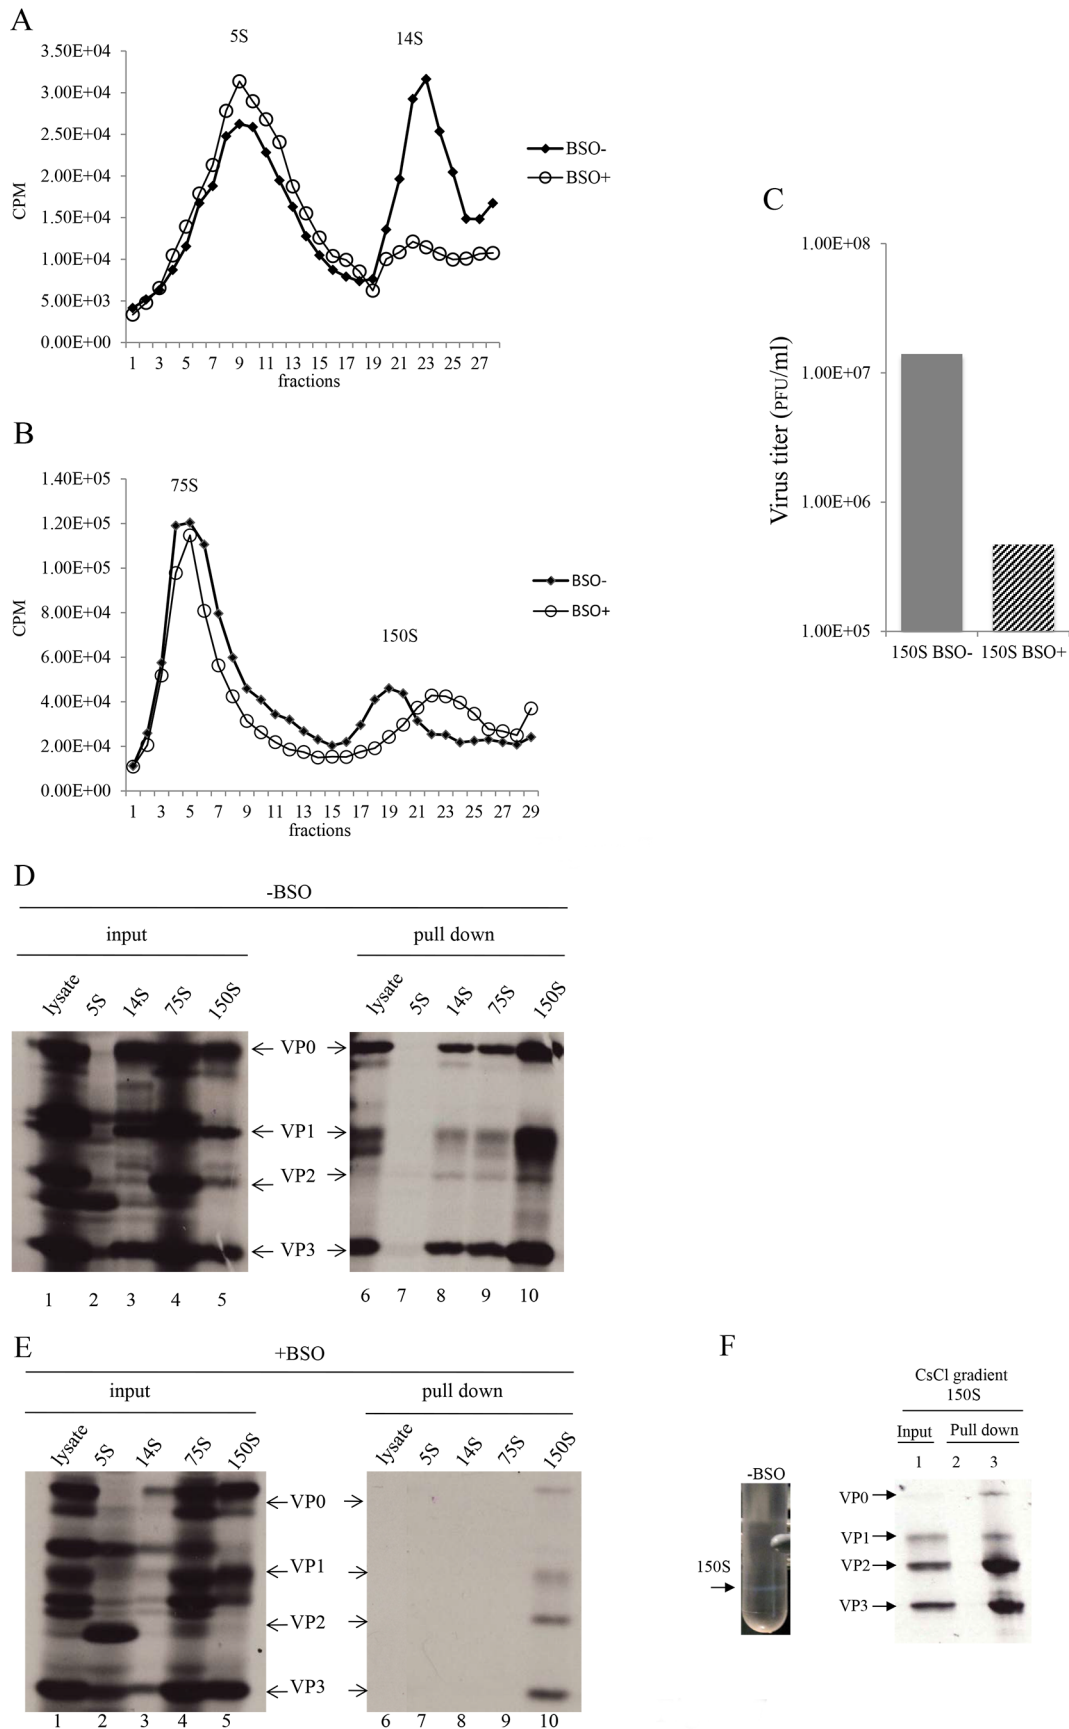 A
5S
14S
3.50E+04
3.00E+04
2.50E+04
2.00E+04
1.50E+04
1.00E+04
5.00E+03
0.00E+00
CPM
BSO-
BSO+
1 3 5 7 9 11 13 15 17 19 21 23 25 27
fractions
B
75S
150S
1.40E+05
1.20E+05
1.00E+05
8.00E+04
6.00E+04
4.00E+04
2.00E+04
0.00E+00
CPM
BSO-
BSO+
1 3 5 7 9 11 13 15 17 19 21 23 25 27 29
fractions
C
1.00E+08
1.00E+07
1.00E+06
1.00E+05
Virus titer (PFU/ml)
150S BSO- 150S BSO+
D
-BSO
input pull down
lysate 5S 14S 75S 150S lysate 5S 14S 75S 150S
VP0
VP1
VP2
VP3
1 2 3 4 5 6 7 8 9 10
E
+BSO
input pull down
lysate 5S 14S 75S 150S lysate 5S 14S 75S 150S
VP0
VP1
VP2
VP3
1 2 3 4 5 6 7 8 9 10
F
-BSO
150S
CsCl gradient
150S
Input Pull down
1 2 3
VP0
VP1
VP2
VP3